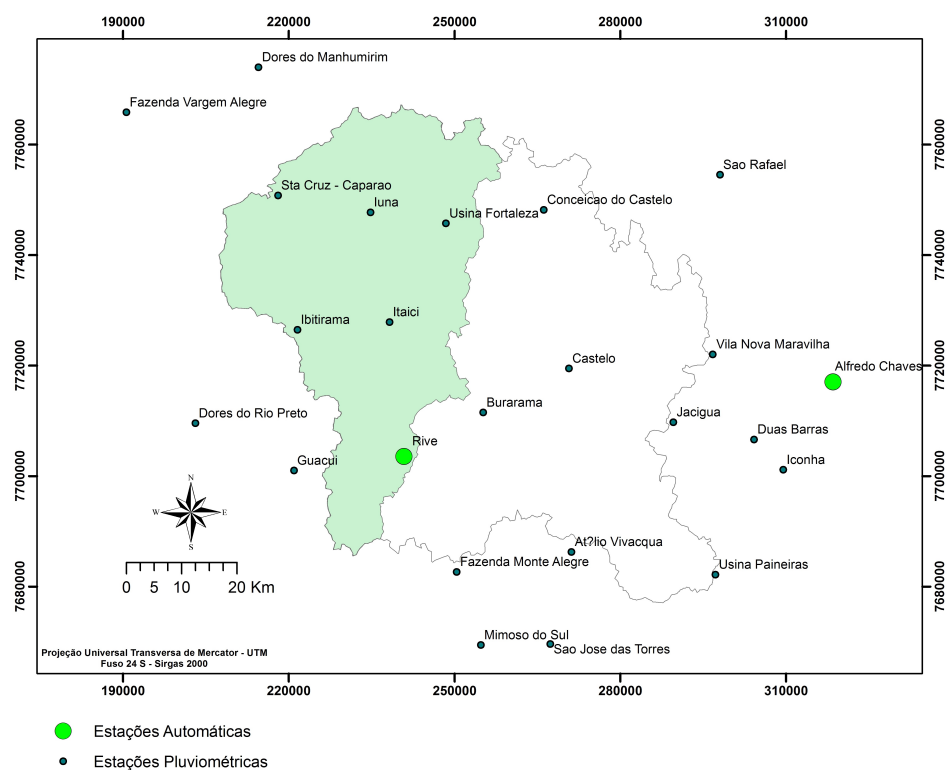 190000 220000 250000 280000 310000
Dores do Manhumirim
Fazenda Vargem Alegre
7760000 7760000
Sao Rafael
Sta Cruz - Caparao
Iuna
Conceicao do Castelo
Usina Fortaleza
7740000 7740000
Itaici
Ibitirama
Vila Nova Maravilha
Castelo
7720000 7720000
Alfredo Chaves
Burarama
Dores do Rio Preto
Jacigua
Duas Barras
Rive
Guacui
Iconha
7700000 7700000
N
W E
S
At?lio Vivacqua
Fazenda Monte Alegre
Usina Paineiras
7680000 7680000
0 5 10 20 Km
Mimoso do Sul
Sao Jose das Torres
Projeção Universal Transversa de Mercator - UTM
Fuso 24 S - Sirgas 2000
190000 220000 250000 280000 310000
Estações Automáticas
Estações Pluviométricas